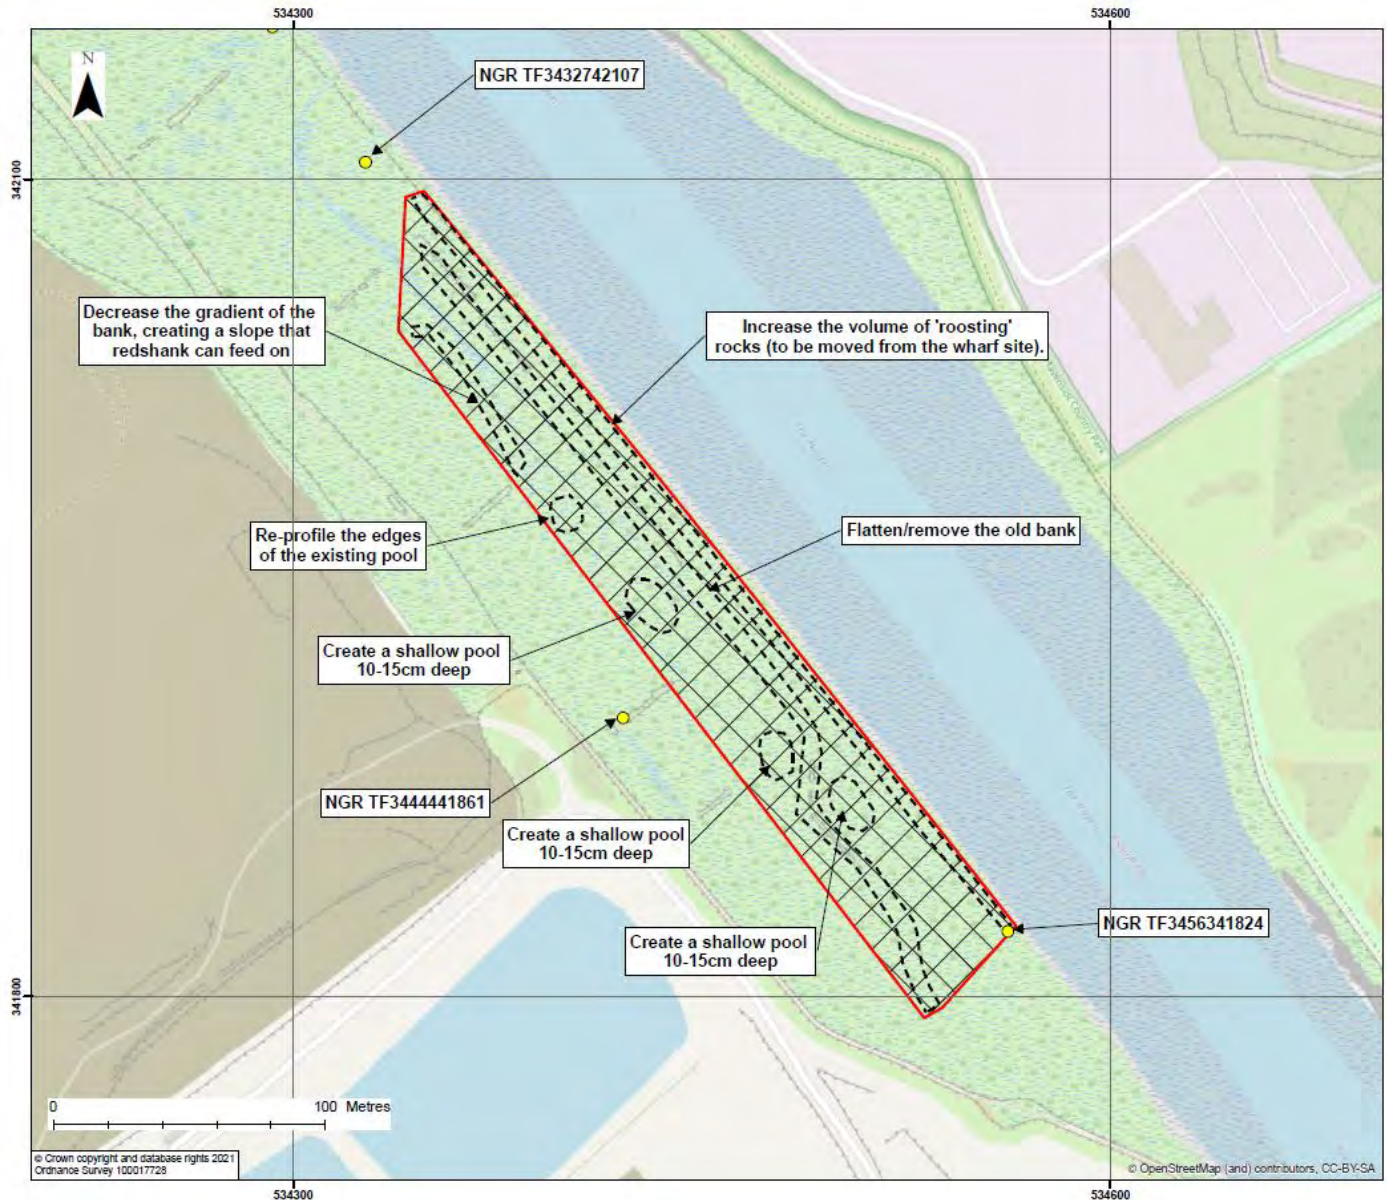 534300
534600
N
NGR TF3432742107
342100
Decrease the gradient of the
bank, creating a slope that
redshank can feed on
Increase the volume of 'roosting'
rocks (to be moved from the wharf site).
Re-profile the edges
of the existing pool
Flatten/remove the old bank
Create a shallow pool
10-15cm deep
NGR TF3444441861
Create a shallow pool
10-15cm deep
Create a shallow pool
10-15cm deep
NGR TF3456341824
341800
0 100 Metres
© Crown copyright and database rights 2021
Ordnance Survey 100017728
© OpenStreetMap (and) contributors, CC-BY-SA
534300
534600